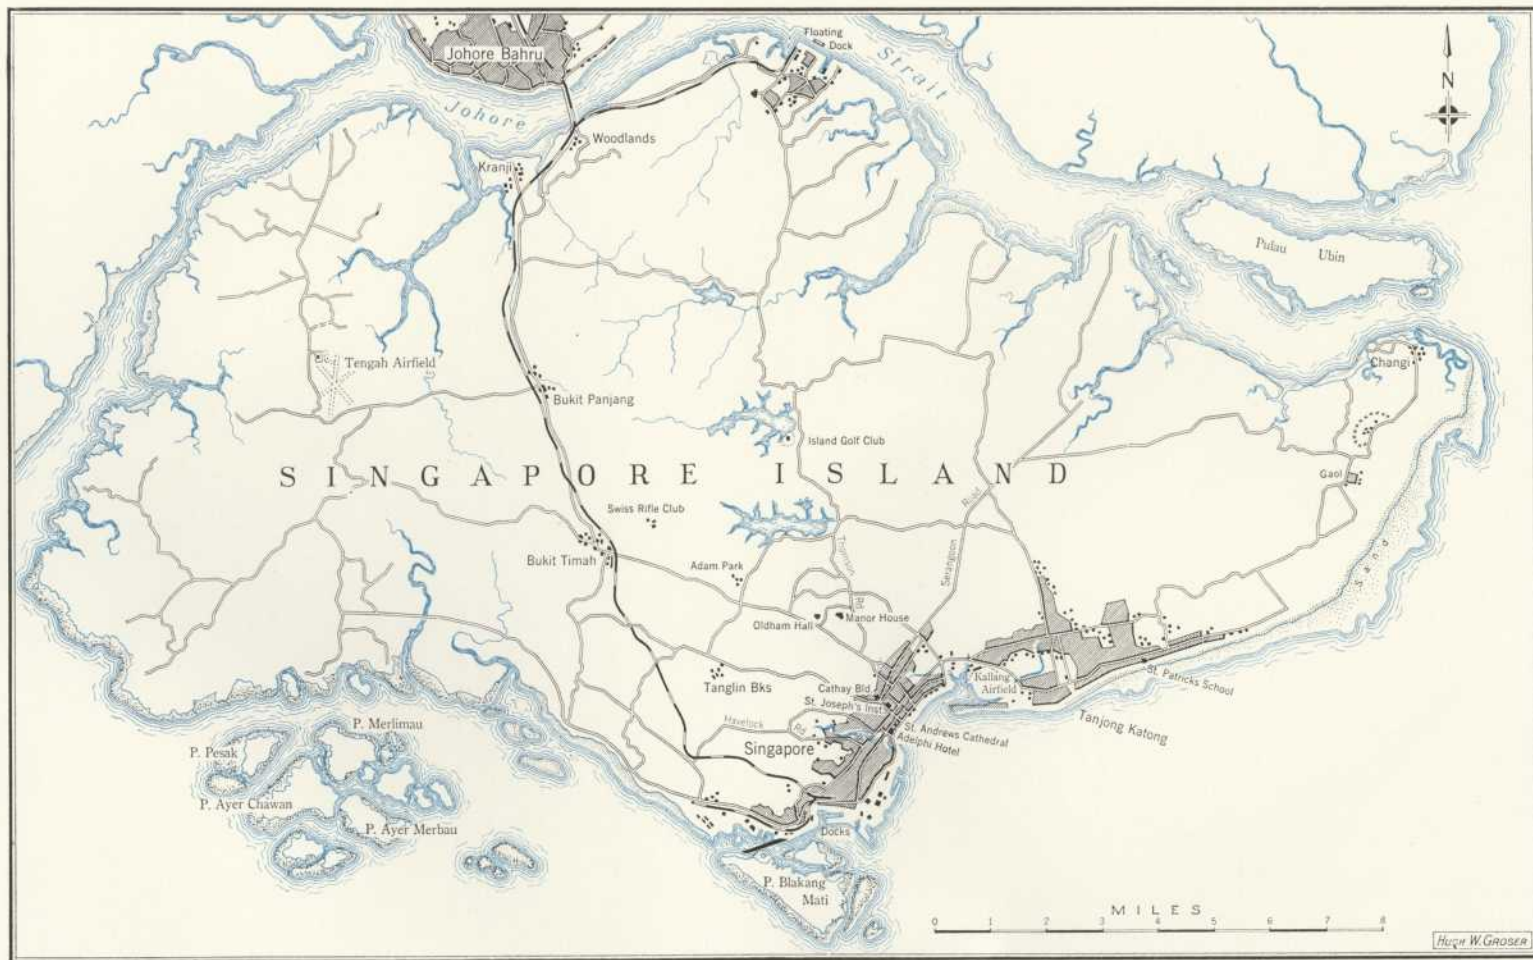 Johore Bahru
Floating
Dock
Johore Strait
N
Woodlands
Kranji
Pulau Ubin
Tengah Airfield
Changi
Bukit Panjang
Island Golf Club
SINGAPORE ISLAND
Gaol
Swiss Rifle Club
Serangoon Road
Thomson Rd
Sand
Bukit Timah
Adam Park
Oldham Hall
Manor House
Tanglin Bks
Cathay Bld.
St. Joseph's Inst.
Kallang
Airfield
St. Patricks School
Tanjong Katong
Havelock Rd
Singapore
St. Andrews Cathedral
Adelphi Hotel
P. Merlimau
P. Pesak
P. Ayer Chawan
P. Ayer Merbau
Docks
P. Blakang
Mati
MILES
0 1 2 3 4 5 6 7 8
HUGH W. GROSER